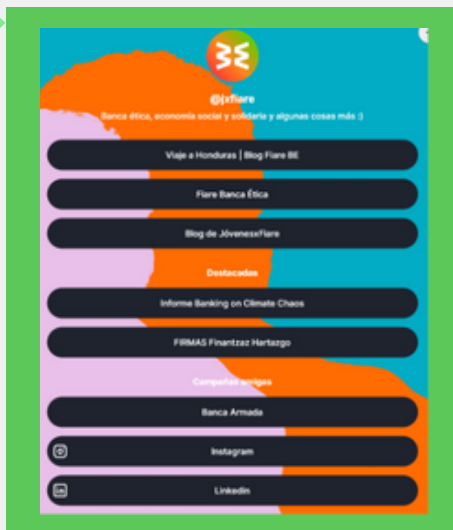 @jxfiare
Banca ética, economía social y solidaria y algunas cosas más :)
Viaje a Honduras | Blog Fiare BE
Fiare Banca Ética
Blog de JóvenesxFiare
Destacadas
Informe Banking on Climate Chaos
FIRMAS Finantzaz Hartazgo
Campañas amigas
Banca Armada
Instagram
Linkedin